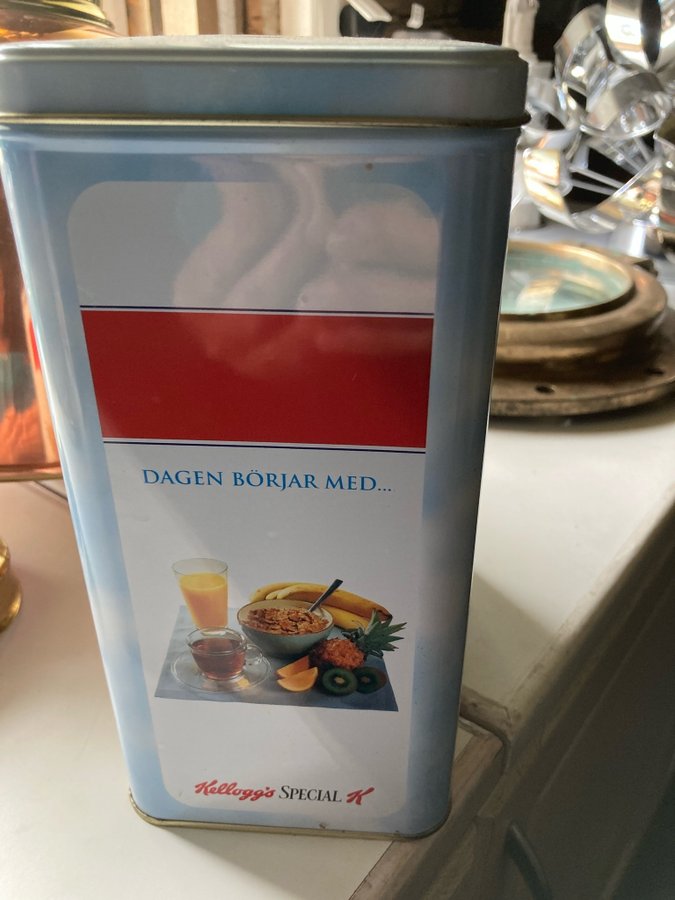 DAGEN BÖRJAR MED...
Kellogg's SPECIAL K